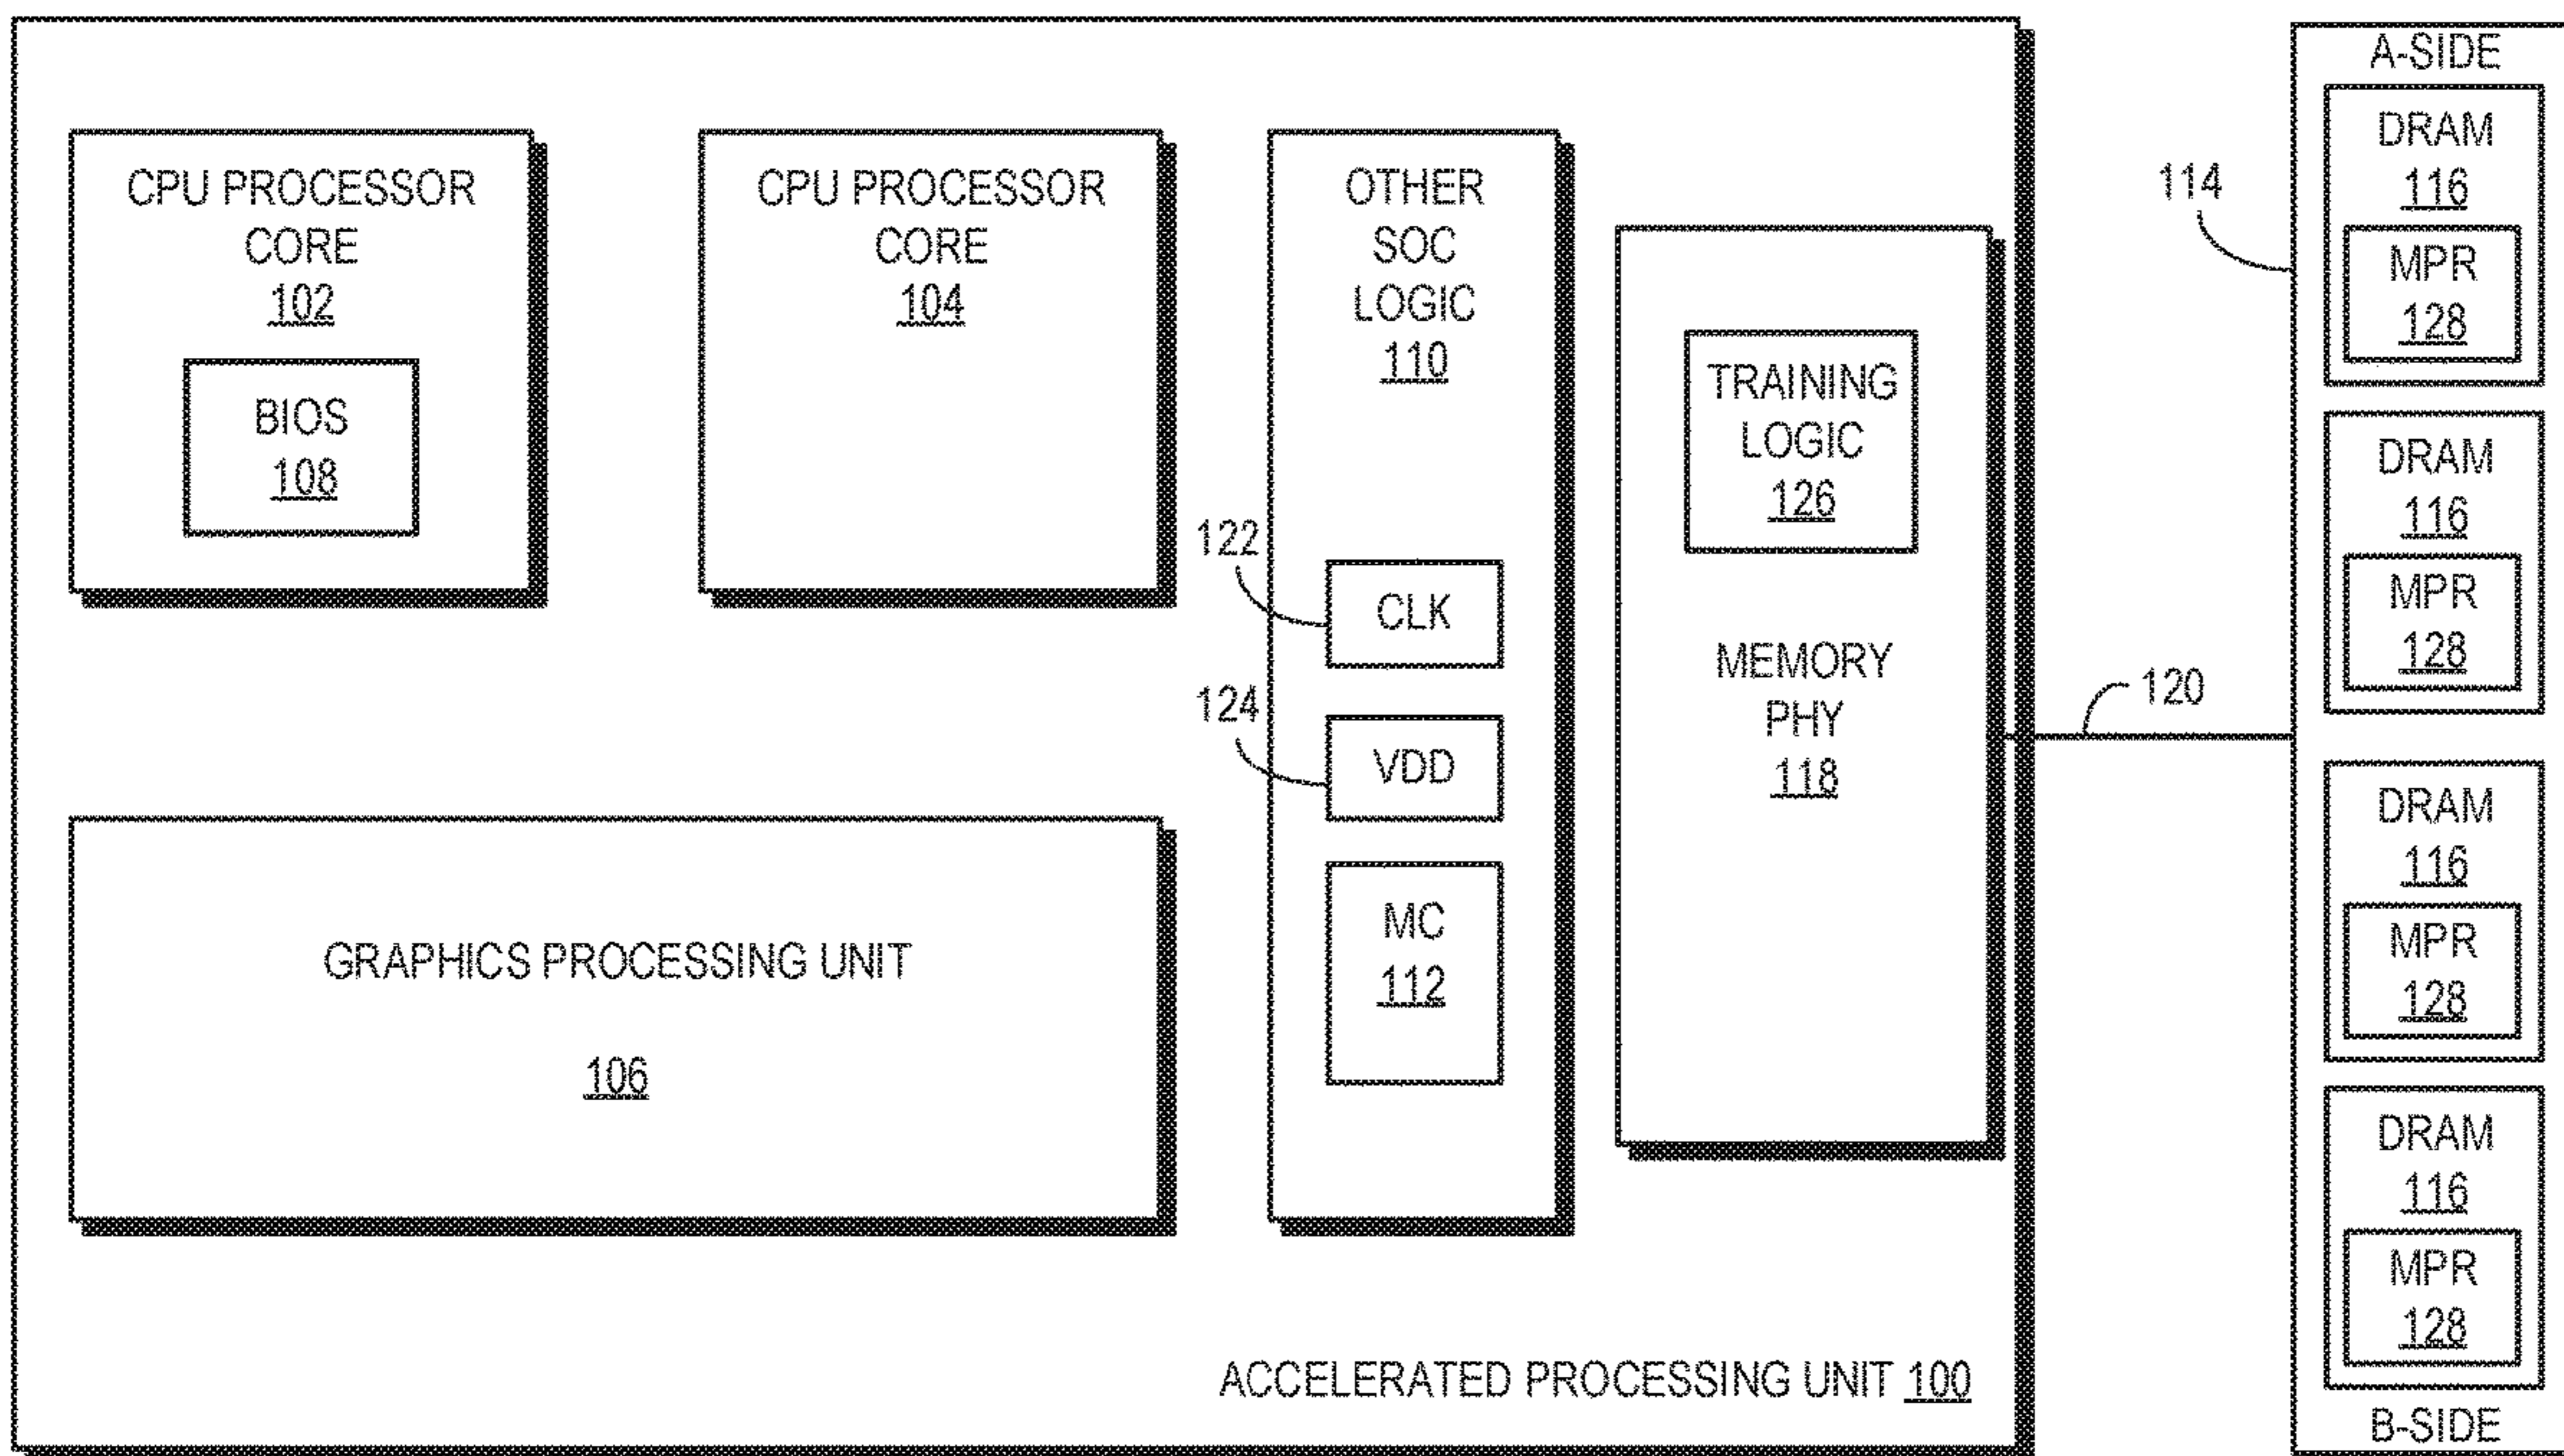 CPU PROCESSOR
CORE
102
BIOS
108
CPU PROCESSOR
CORE
104
GRAPHICS PROCESSING UNIT
106
OTHER
SOC
LOGIC
110
122
CLK
124
VDD
MC
112
TRAINING
LOGIC
126
MEMORY
PHY
118
ACCELERATED PROCESSING UNIT 100
120
114
A-SIDE
DRAM
116
MPR
128
DRAM
116
MPR
128
DRAM
116
MPR
128
DRAM
116
MPR
128
B-SIDE